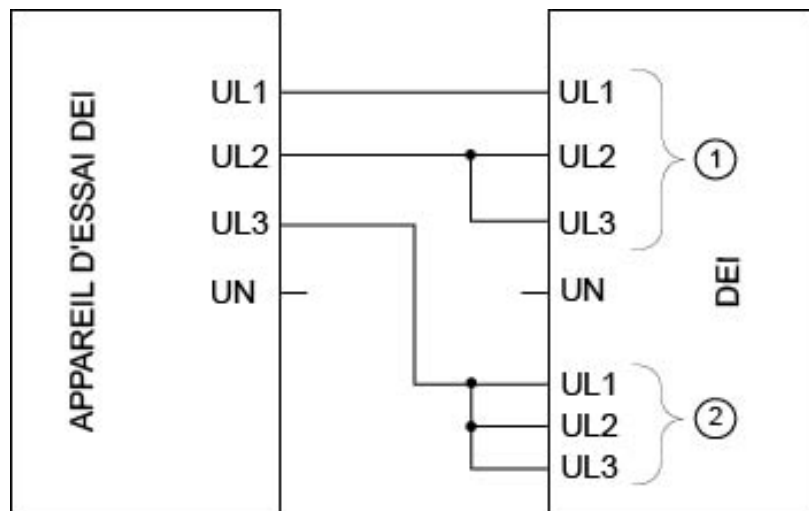 APPAREIL D'ESSAI DEI
UL1
UL2
UL3
UN
UL1
UL2
UL3
UN
UL1
UL2
UL3
1
2
DEI